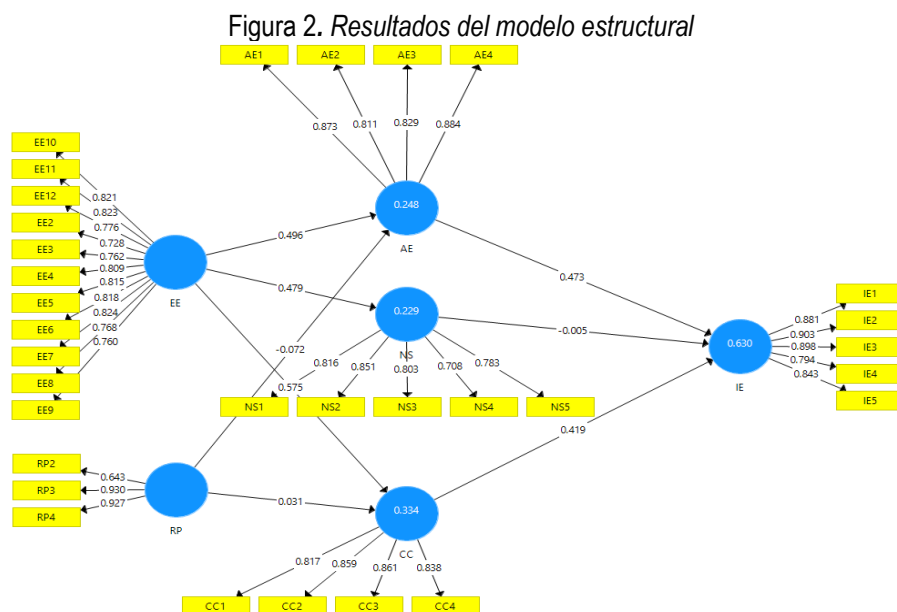 Figura 2. Resultados del modelo estructural
AE1 AE2 AE3 AE4
0.873 0.811 0.829 0.884
EE10
EE11
EE12
EE2
EE3
EE4
EE5
EE6
EE7
EE8
EE9
0.821
0.823
0.776
0.728
0.762
0.809
0.815
0.818
0.824
0.768
0.760
EE
0.496
0.479
-0.072
0.575
0.248
AE
0.473
0.229
NS
-0.005
0.816 0.851 0.803 0.708 0.783
NS1 NS2 NS3 NS4 NS5
0.630
IE
0.881
0.903
0.898
0.794
0.843
IE1
IE2
IE3
IE4
IE5
0.419
RP2
RP3
RP4
0.643
0.930
0.927
RP
0.031
0.334
CC
0.817 0.859 0.861 0.838
CC1 CC2 CC3 CC4